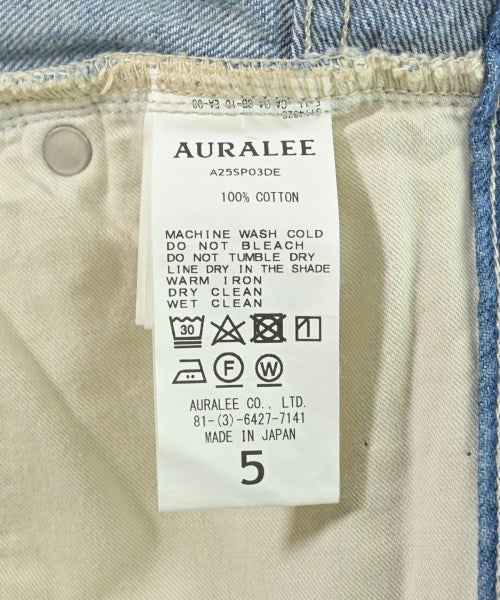 AURALEE
A25SP03DE
100% COTTON
MACHINE WASH COLD
DO NOT BLEACH
DO NOT TUMBLE DRY
LINE DRY IN THE SHADE
WARM IRON
DRY CLEAN
WET CLEAN
30
F W
AURALEE CO., LTD.
81-(3)-6427-7141
MADE IN JAPAN
5